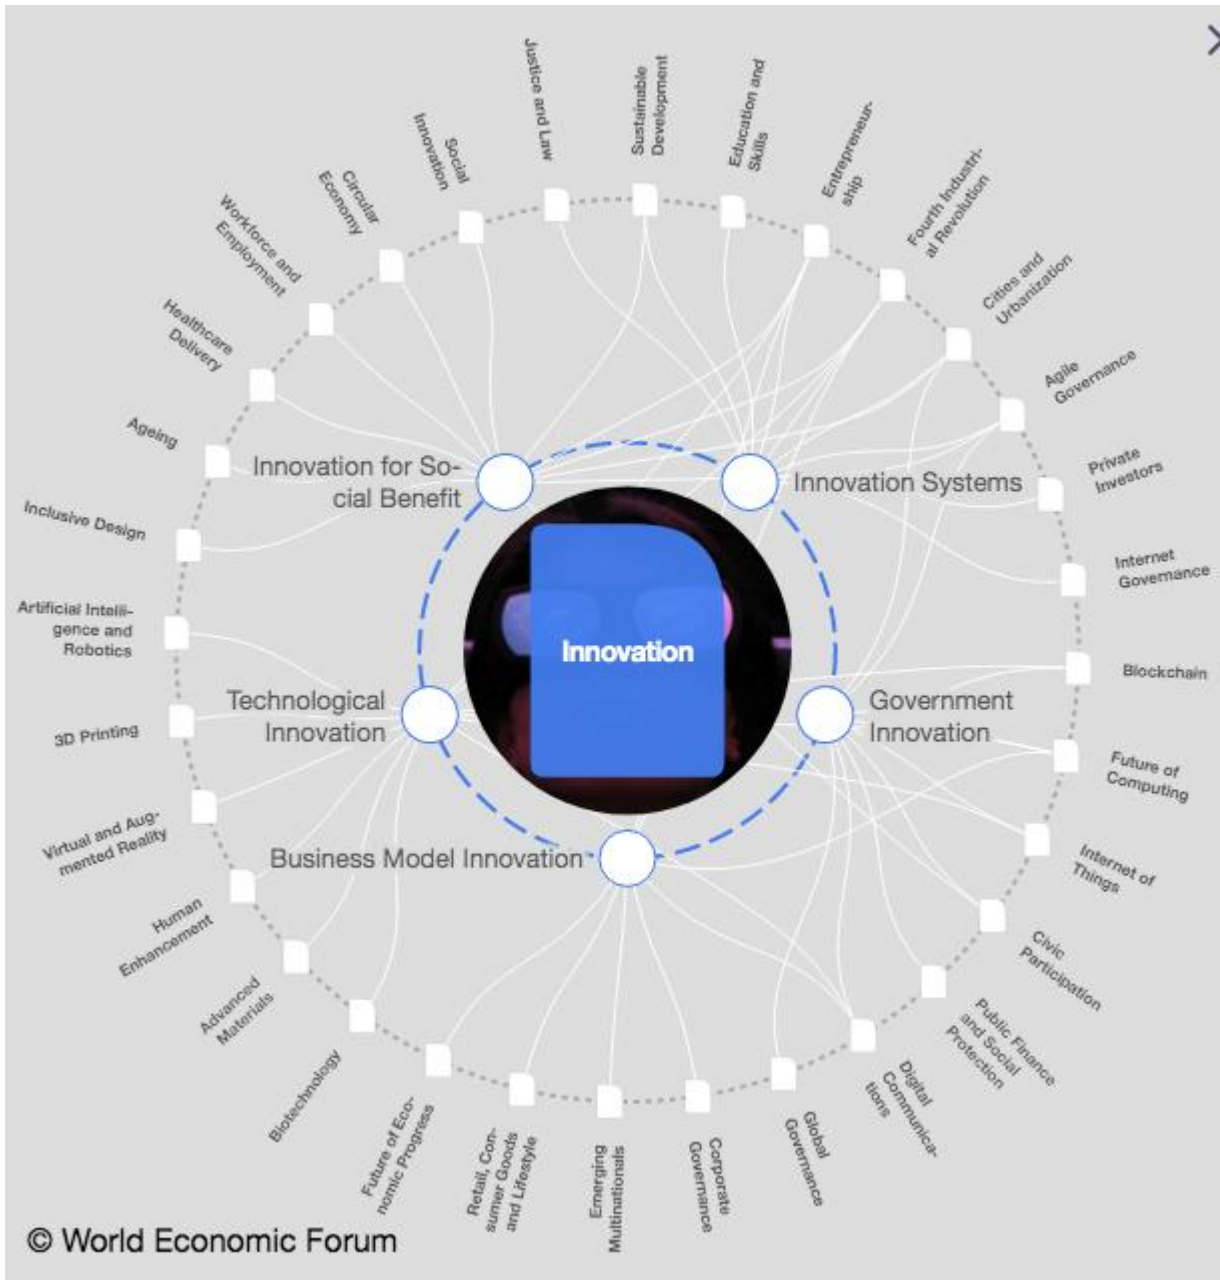 Justice and Law
Sustainable
Development
Education and
Skills
Entrepreneur-
ship
Fourth Industri-
al Revolution
Cities and
Urbanization
Agile
Governance
Private
Investors
Internet
Governance
Blockchain
Future of
Computing
Internet of
Things
Civic
Participation
Public Finance
and Social
Protection
Digital
Communica-
tions
Global
Governance
Corporate
Governance
Emerging
Multinationals
Retail, Con-
sumer Goods
and Lifestyle
Future of Eco-
nomic Progress
Biotechnology
Advanced
Materials
Human
Enhancement
Virtual and Aug-
mented Reality
3D Printing
Artificial Intelli-
gence and
Robotics
Inclusive Design
Ageing
Healthcare
Delivery
Workforce and
Employment
Circular
Economy
Social
Innovation
Innovation for So-
cial Benefit
Innovation Systems
Innovation
Technological
Innovation
Government
Innovation
Business Model Innovation
© World Economic Forum